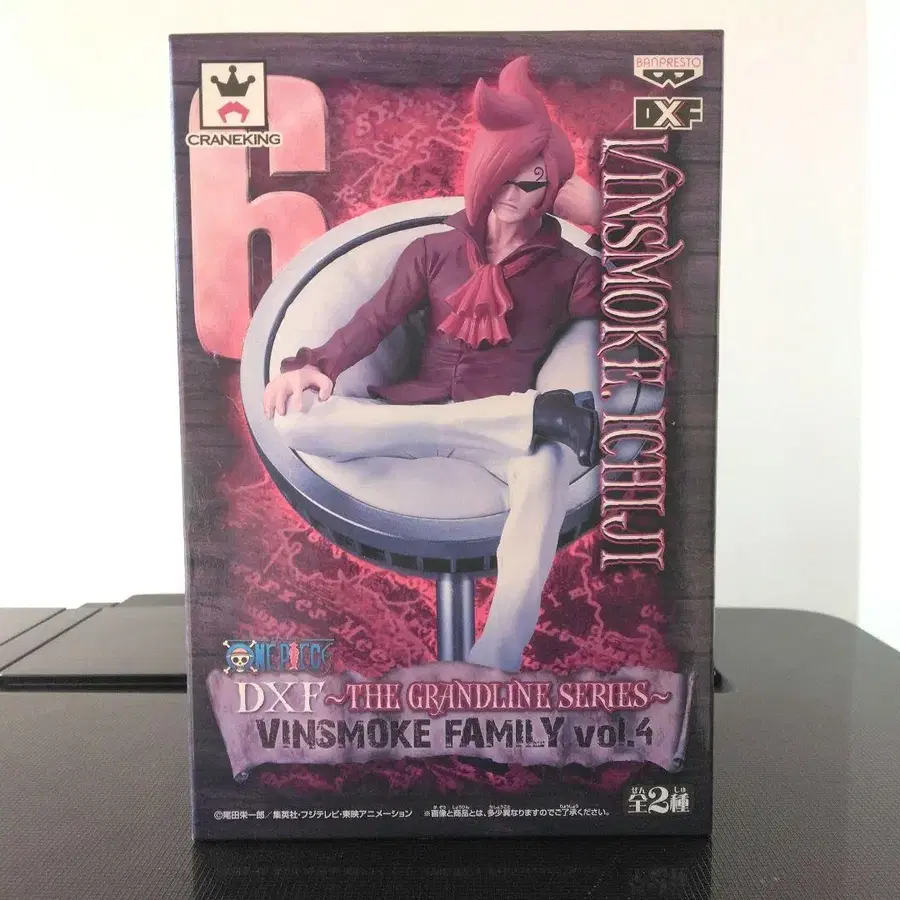 CRANEKING
BANPRESTO
DXF
6
VINSMOKE.ICHIJI
ONE PIECE
DXF～THE GRANDLINE SERIES～
VINSMOKE FAMILY vol.4
©尾田栄一郎／集英社・フジテレビ・東映アニメーション
※画像と商品とは、多少異なりますのでご了承ください。
全2種